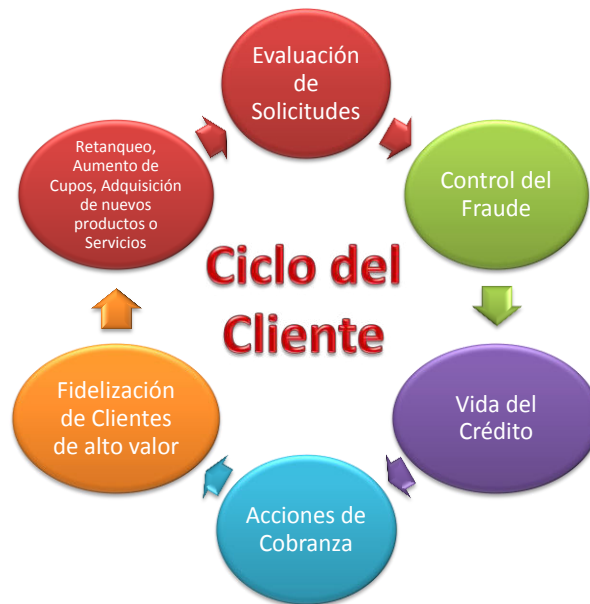 Evaluación
de
Solicitudes
Control del
Fraude
Vida del
Crédito
Acciones de
Cobranza
Fidelización
de Clientes
de alto valor
Retanqueo,
Aumento de
Cupos, Adquisición
de nuevos
productos o
Servicios
Ciclo del
Cliente